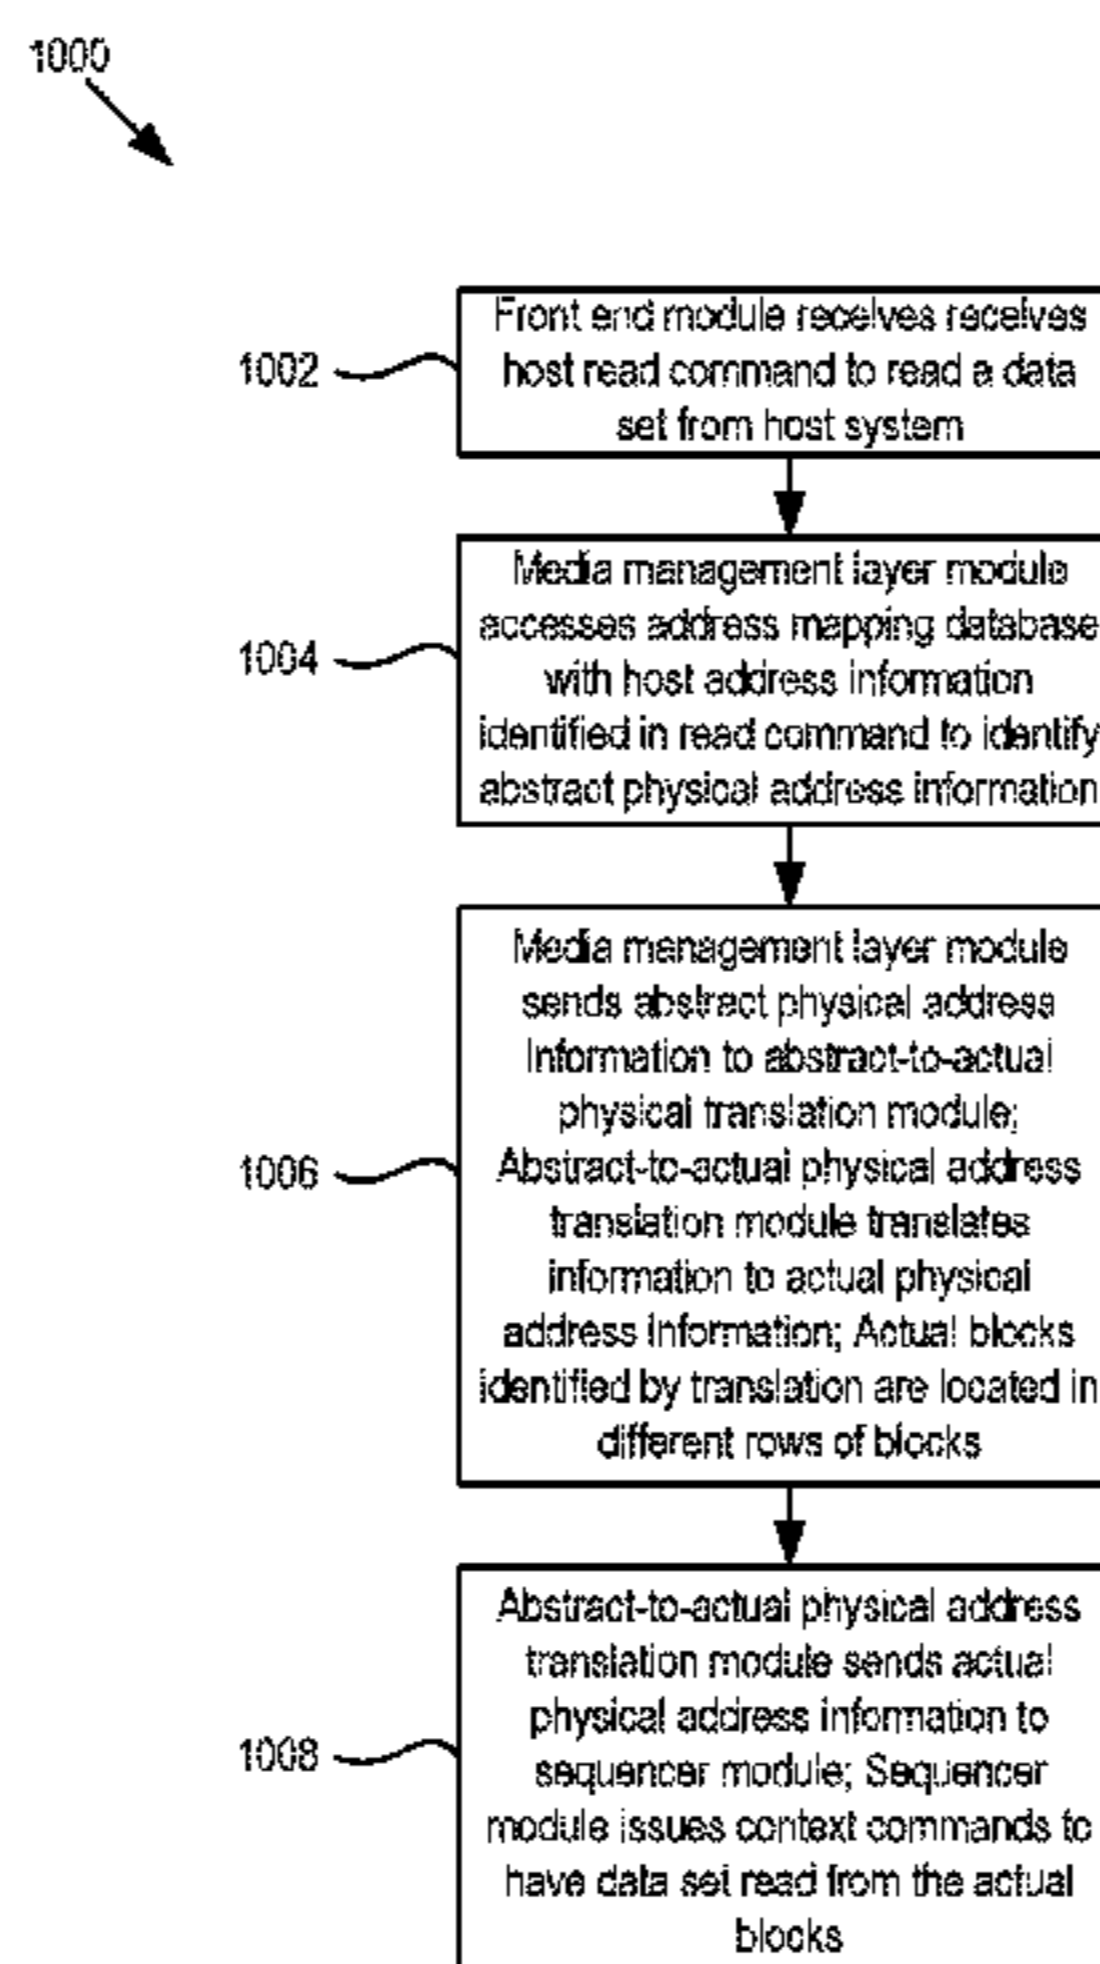 1000
1002
Front end module receives receives
host read command to read a data
set from host system
1004
Media management layer module
accesses address mapping database
with host address information
identified in read command to identify
abstract physical address information
1006
Media management layer module
sends abstract physical address
Information to abstract-to-actual
physical translation module;
Abstract-to-actual physical address
translation module translates
information to actual physical
address information; Actual blocks
identified by translation are located in
different rows of blocks
1008
Abstract-to-actual physical address
translation module sends actual
physical address information to
sequencer module; Sequencer
module issues context commands to
have data set read from the actual
blocks